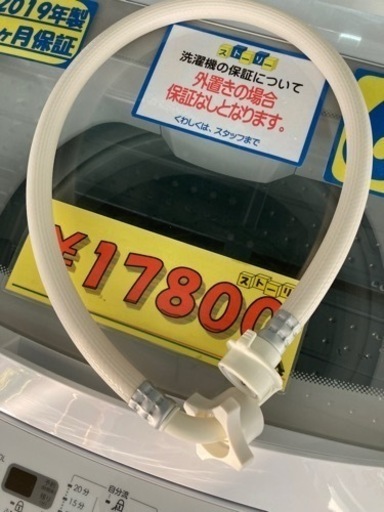 2019年製
ヶ月保証
ストーリー
洗濯機の保証について
外置きの場合
保証なしとなります。
くわしくは、スタッフまで
¥17800
ストーリ
自分流
20分
15分